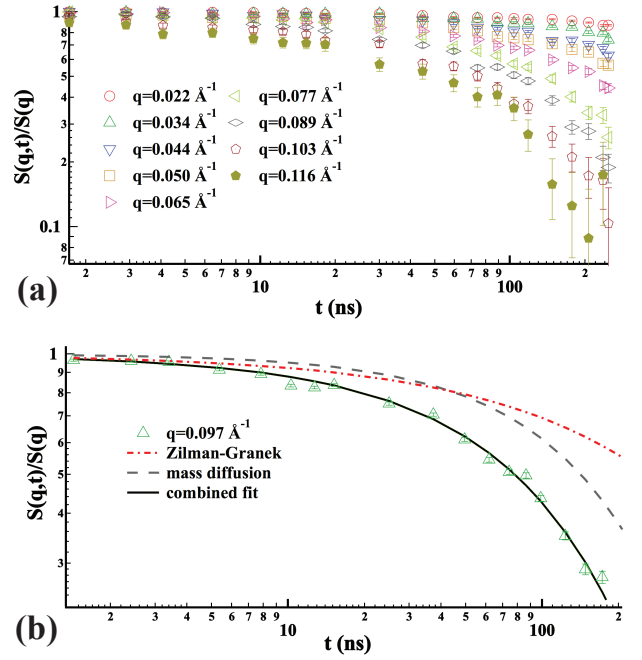 S(q,t)/S(q)
1
9
8
7
6
5
4
3
2
0.1
9
8
7
q=0.022 Å-1
q=0.034 Å-1
q=0.044 Å-1
q=0.050 Å-1
q=0.065 Å-1
q=0.077 Å-1
q=0.089 Å-1
q=0.103 Å-1
q=0.116 Å-1
2 3 4 5 6 7 8 9 10 2 3 4 5 6 7 8 9 100 2
(a)
t (ns)
S(q,t)/S(q)
1
9
8
7
6
5
4
3
q=0.097 Å-1
Zilman-Granek
mass diffusion
combined fit
2 3 4 5 6 7 8 9 10 2 3 4 5 6 7 8 9 100 2
(b)
t (ns)